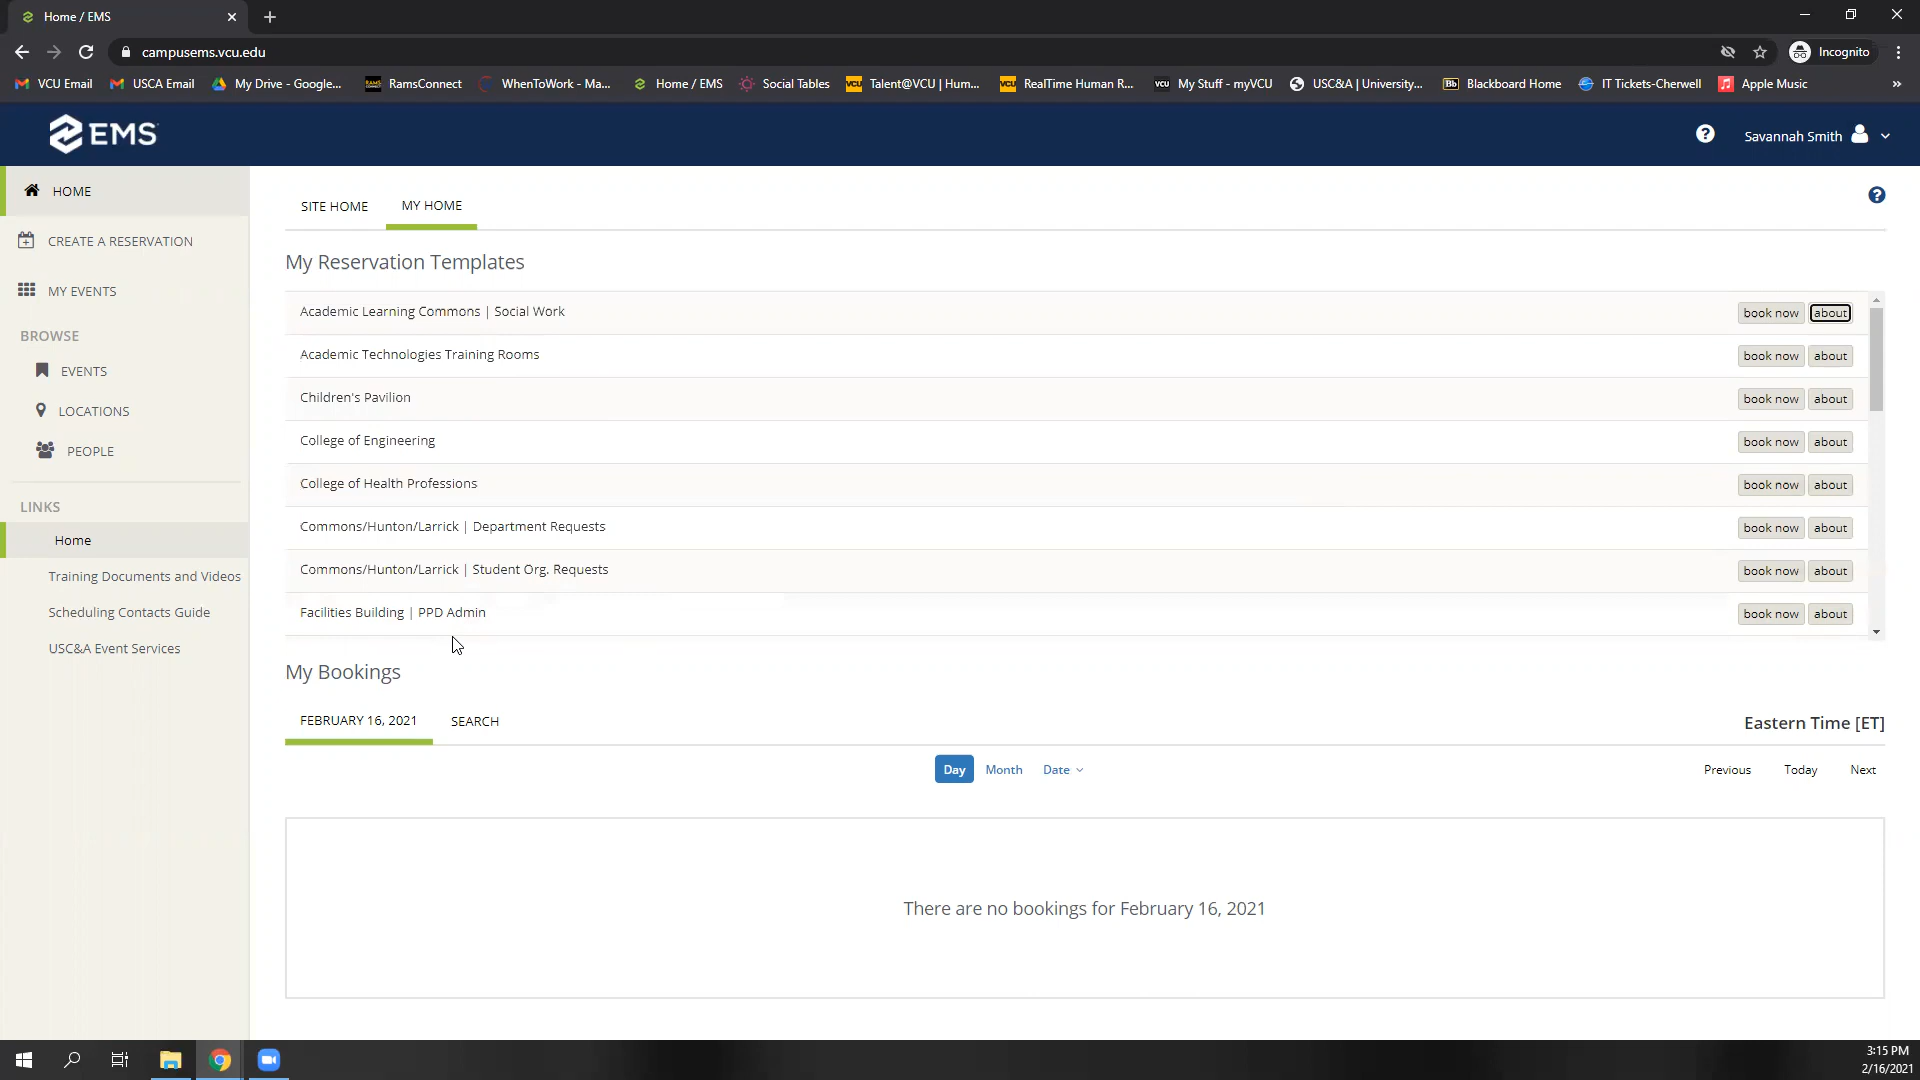 Home / EMS
campusems.vcu.edu
Incognito
VCU Email USCA Email My Drive - Google... RamsConnect WhenToWork - Ma... Home / EMS Social Tables Talent@VCU | Hum... RealTime Human R... My Stuff - myVCU USC&A | University... Blackboard Home IT Tickets-Cherwell Apple Music »
EMS
Savannah Smith
HOME
CREATE A RESERVATION
MY EVENTS
BROWSE
EVENTS
LOCATIONS
PEOPLE
LINKS
Home
Training Documents and Videos
Scheduling Contacts Guide
USC&A Event Services
SITE HOME MY HOME
My Reservation Templates
Academic Learning Commons | Social Work book now about
Academic Technologies Training Rooms book now about
Children's Pavilion book now about
College of Engineering book now about
College of Health Professions book now about
Commons/Hunton/Larrick | Department Requests book now about
Commons/Hunton/Larrick | Student Org. Requests book now about
Facilities Building | PPD Admin book now about
My Bookings
FEBRUARY 16, 2021 SEARCH
Eastern Time [ET]
Day Month Date
Previous Today Next
There are no bookings for February 16, 2021
3:15 PM
2/16/2021